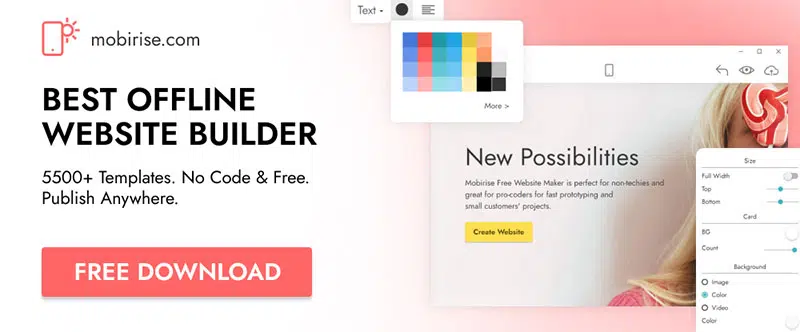 mobirise.com
BEST OFFLINE
WEBSITE BUILDER
5500+ Templates. No Code & Free.
Publish Anywhere.
FREE DOWNLOAD
Text
More >
New Possibilities
Mobirise Free Website Maker is perfect for non-techies and
great for pro-coders for fast prototyping and
small customers' projects.
Create Website
Size
Full Width
Top
Bottom
Card
BG
Count
Background
Image
Color
Video
Color